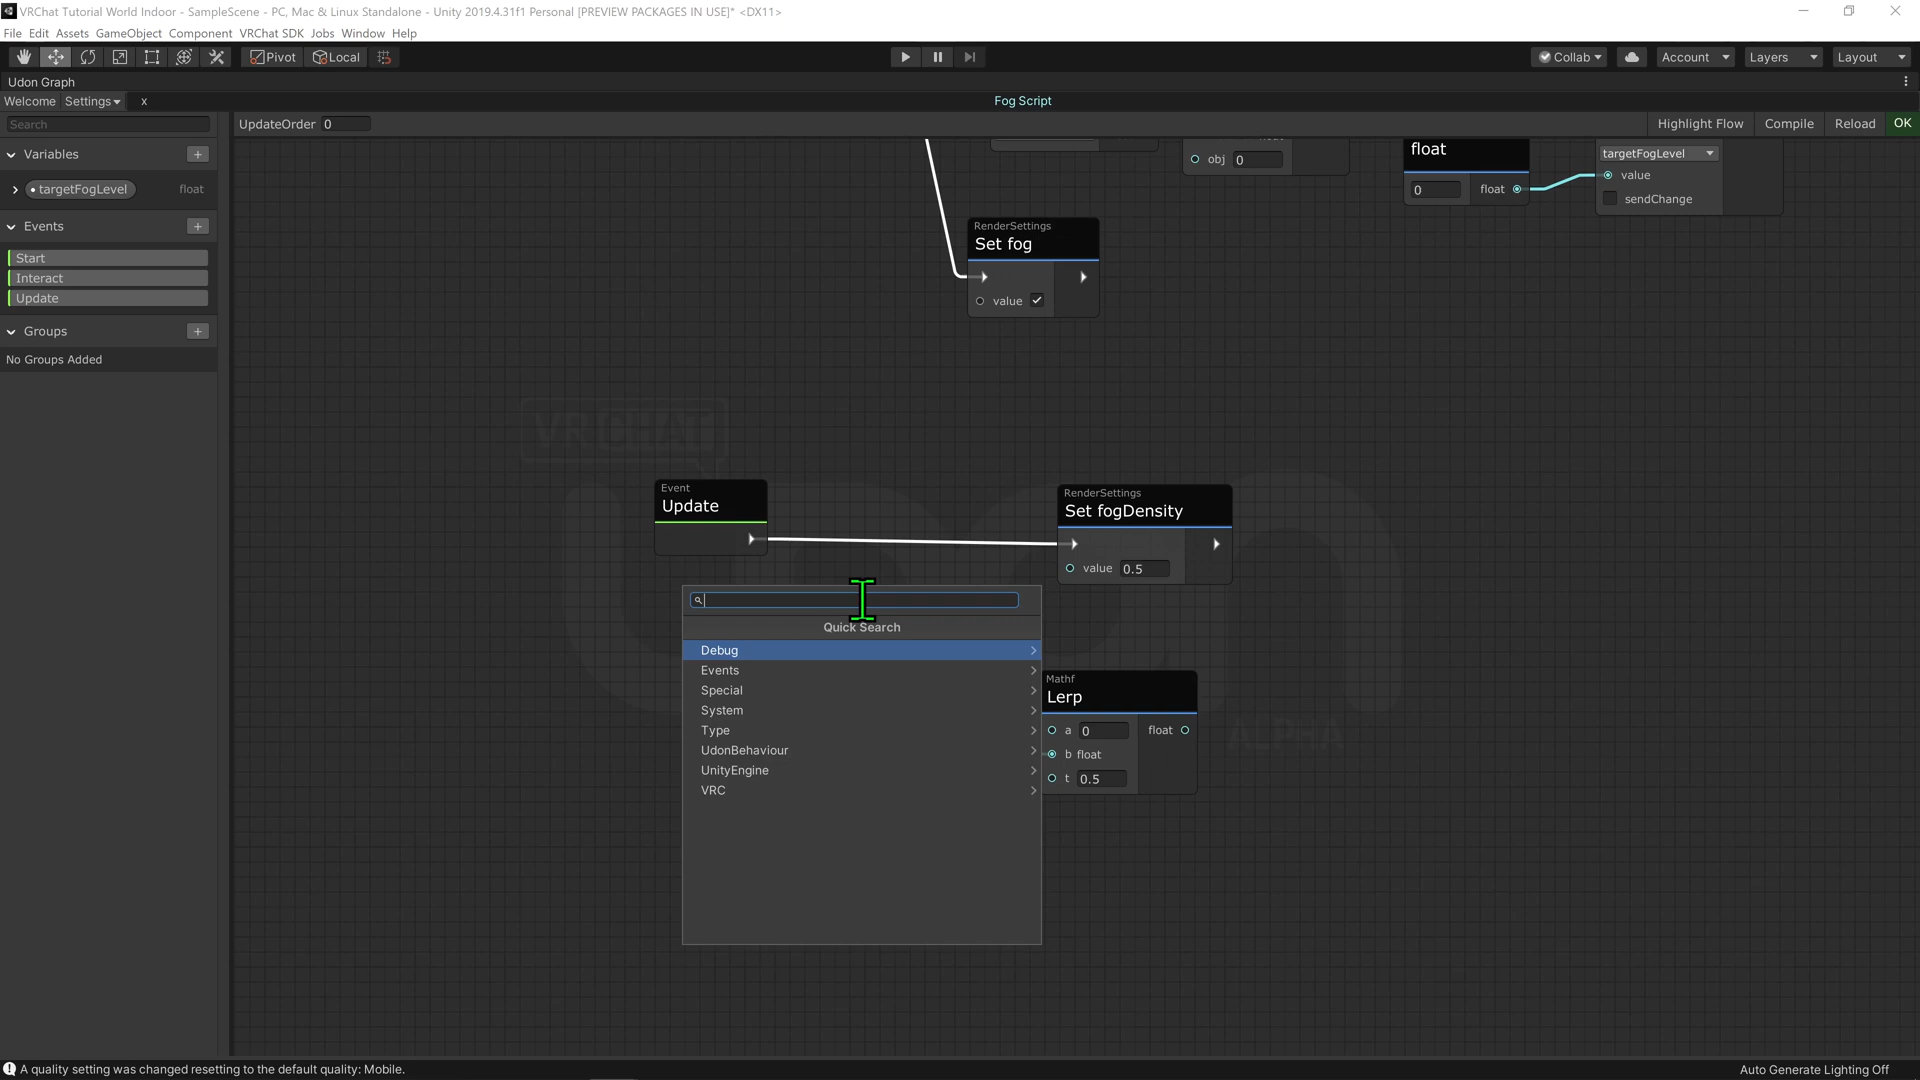 VRChat Tutorial World Indoor - SampleScene - PC, Mac & Linux Standalone - Unity 2019.4.31f1 Personal [PREVIEW PACKAGES IN USE]* <DX11>
File Edit Assets GameObject Component VRChat SDK Jobs Window Help
Pivot Local Collab Account Layers Layout
Udon Graph
Welcome Settings x Fog Script
Search UpdateOrder 0 Highlight Flow Compile Reload OK
Variables
targetFogLevel float
Events
Start
Interact
Update
Groups
No Groups Added
obj 0
float
0 float
targetFogLevel
value
sendChange
RenderSettings
Set fog
value
VRCHAT
Event
Update
RenderSettings
Set fogDensity
value 0.5
Quick Search
Debug
Events
Special
System
Type
UdonBehaviour
UnityEngine
VRC
Mathf
Lerp
a 0 float
b float
t 0.5
ALPHA
A quality setting was changed resetting to the default quality: Mobile.
Auto Generate Lighting Off